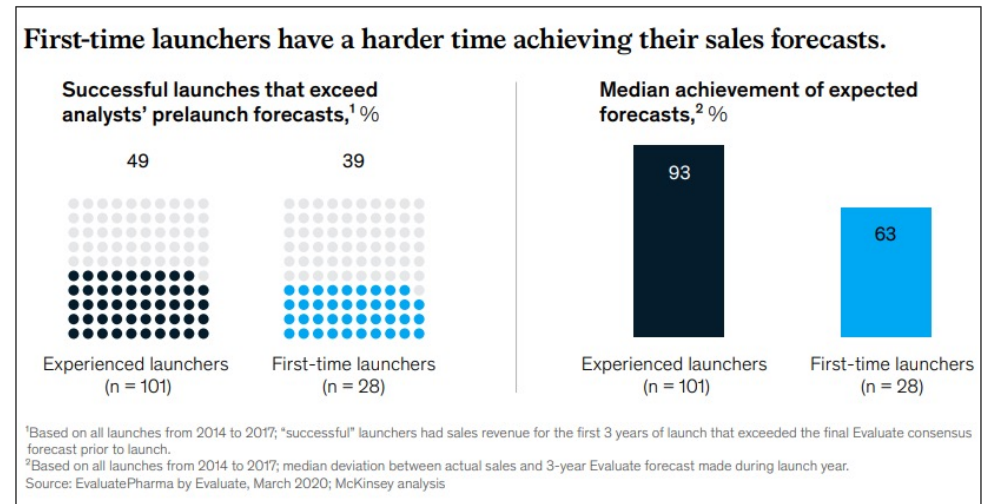 First-time launchers have a harder time achieving their sales forecasts.
Successful launches that exceed
analysts' prelaunch forecasts,¹ %
49
39
Experienced launchers
(n = 101)
First-time launchers
(n = 28)
Median achievement of expected
forecasts,² %
93
63
Experienced launchers
(n = 101)
First-time launchers
(n = 28)
¹Based on all launches from 2014 to 2017; “successful” launchers had sales revenue for the first 3 years of launch that exceeded the final Evaluate consensus
forecast prior to launch.
²Based on all launches from 2014 to 2017; median deviation between actual sales and 3-year Evaluate forecast made during launch year.
Source: EvaluatePharma by Evaluate, March 2020; McKinsey analysis